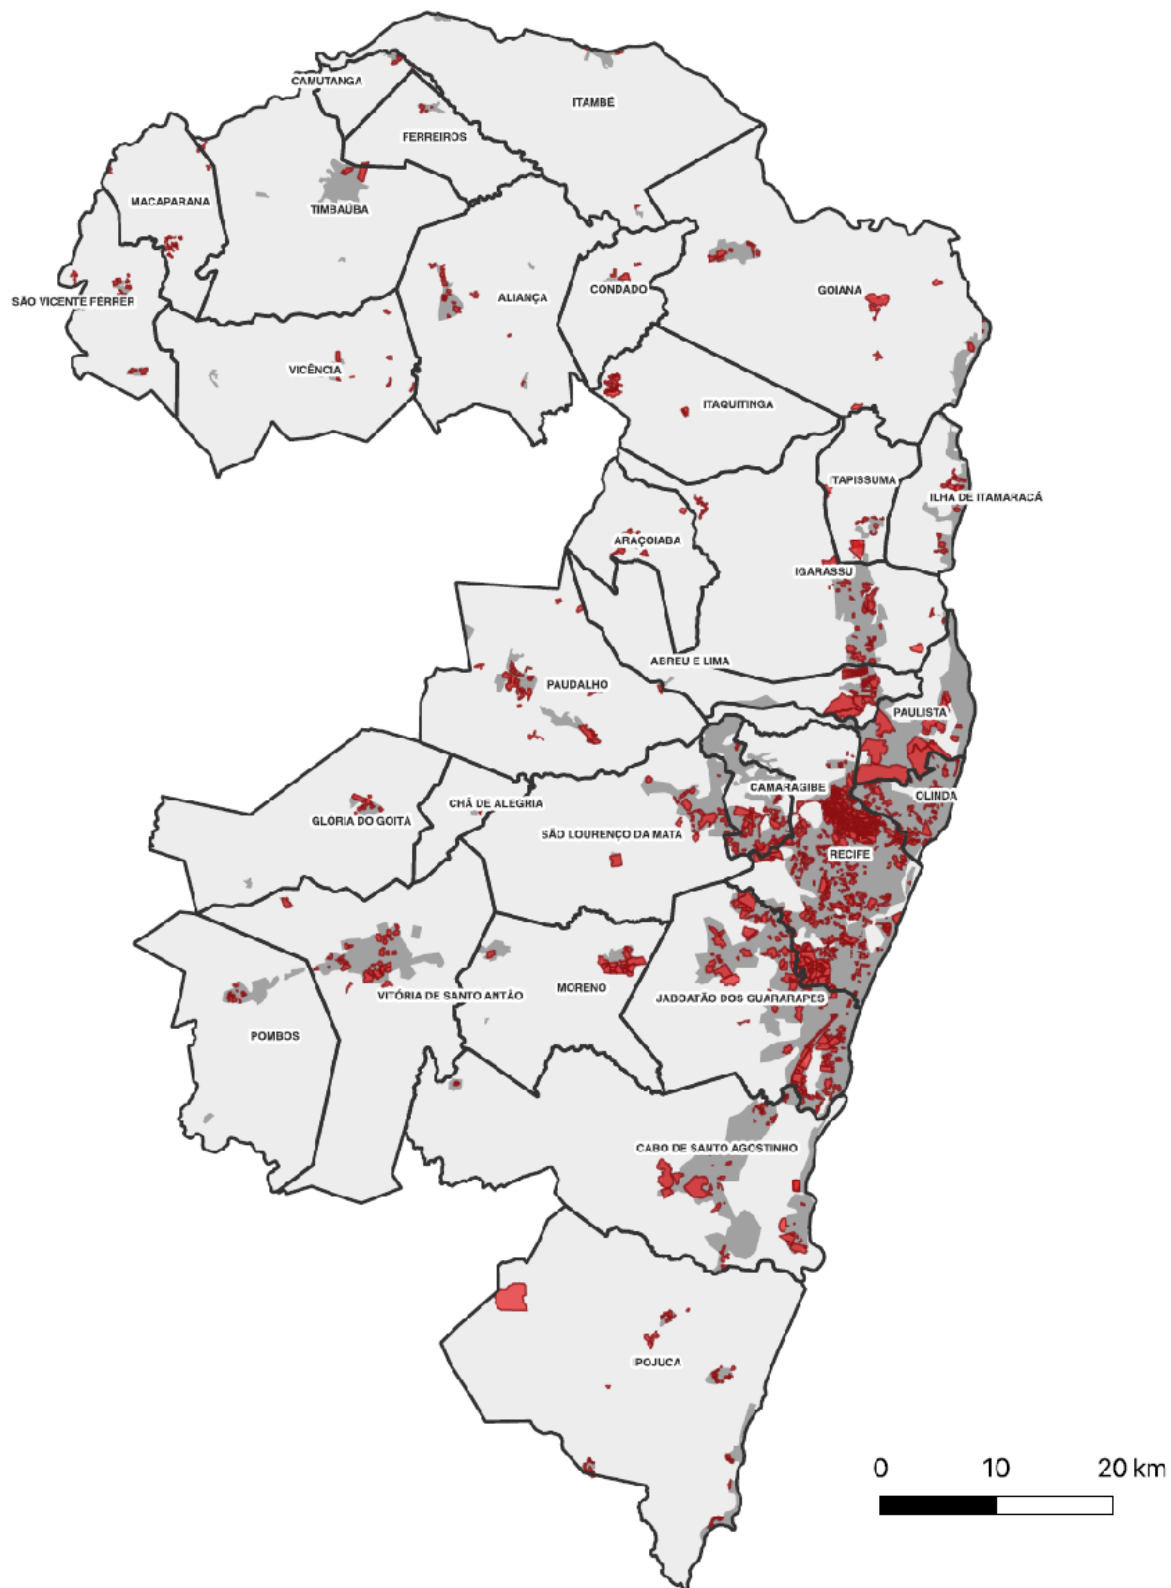 CAMUTANGA
ITAMBÉ
FERREIROS
MACAPARANA
TIMBAÚBA
SÃO VICENTE FÉRRER
ALIANÇA
CONDADO
GOIANA
VICÊNCIA
ITAQUITINGA
ITAPISSUMA
ILHA DE ITAMARACÁ
ARAÇOIABA
IGARASSU
ABREU E LIMA
PAUDALHO
PAULISTA
CAMARAGIBE
OLINDA
CHÃ DE ALEGRIA
GLÓRIA DO GOITÁ
SÃO LOURENÇO DA MATA
RECIFE
MORENO
VITÓRIA DE SANTO ANTÃO
JABOATÃO DOS GUARARAPES
POMBOS
CABO DE SANTO AGOSTINHO
IPOJUCA
0 10 20 km